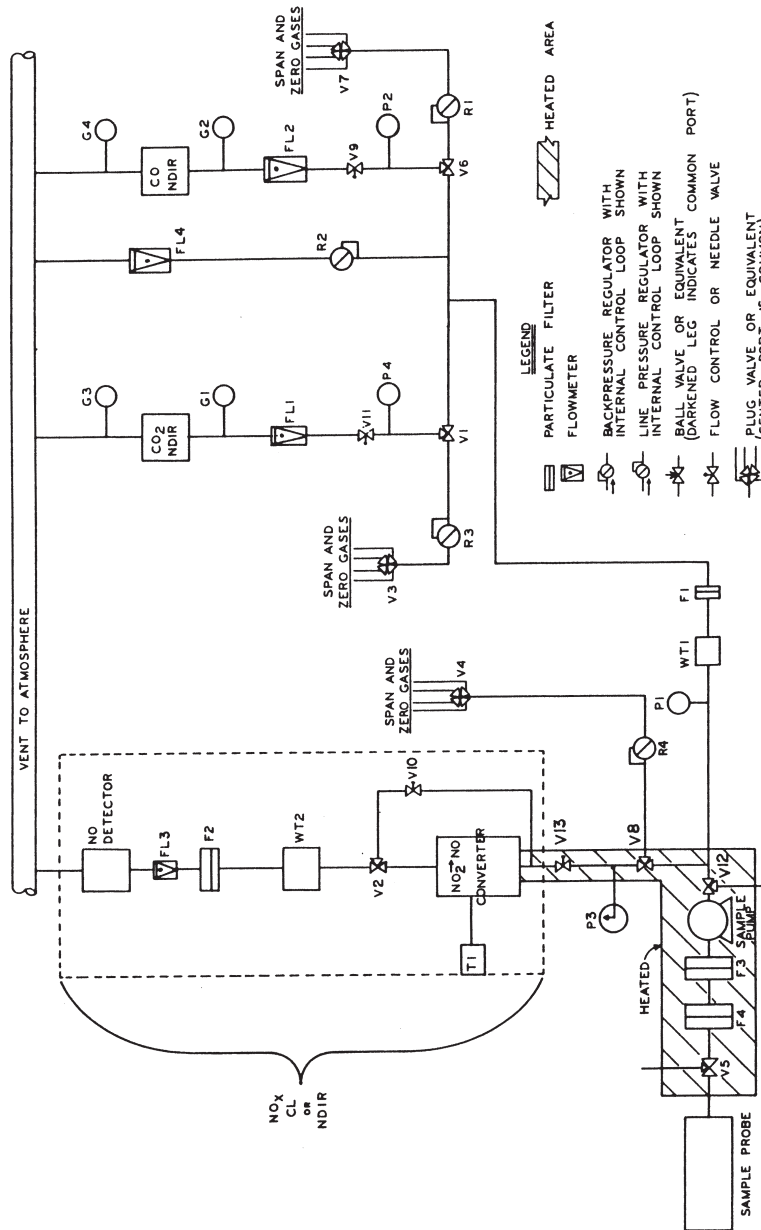 VENT TO ATMOSPHERE
NO
DETECTOR
FL3
F2
WT2
V2
V10
NO2→NO
CONVERTER
T1
NOX
CL
OR
NDIR
G3
CO2
NDIR
G1
FL1
V11
P4
V1
R3
SPAN AND
ZERO GASES
V3
FL4
R2
G4
CO
NDIR
G2
FL2
V9
P2
V6
R1
SPAN AND
ZERO GASES
V7
SPAN AND
ZERO GASES
V4
R4
V13
V8
P3
V12
HEATED
SAMPLE
PUMP
F3
F4
V5
SAMPLE PROBE
P1
WT1
F1
LEGEND
PARTICULATE FILTER
FLOWMETER
BACKPRESSURE REGULATOR WITH
INTERNAL CONTROL LOOP SHOWN
LINE PRESSURE REGULATOR WITH
INTERNAL CONTROL LOOP SHOWN
BALL VALVE OR EQUIVALENT
(DARKENED LEG INDICATES COMMON PORT)
FLOW CONTROL OR NEEDLE VALVE
PLUG VALVE OR EQUIVALENT
HEATED AREA